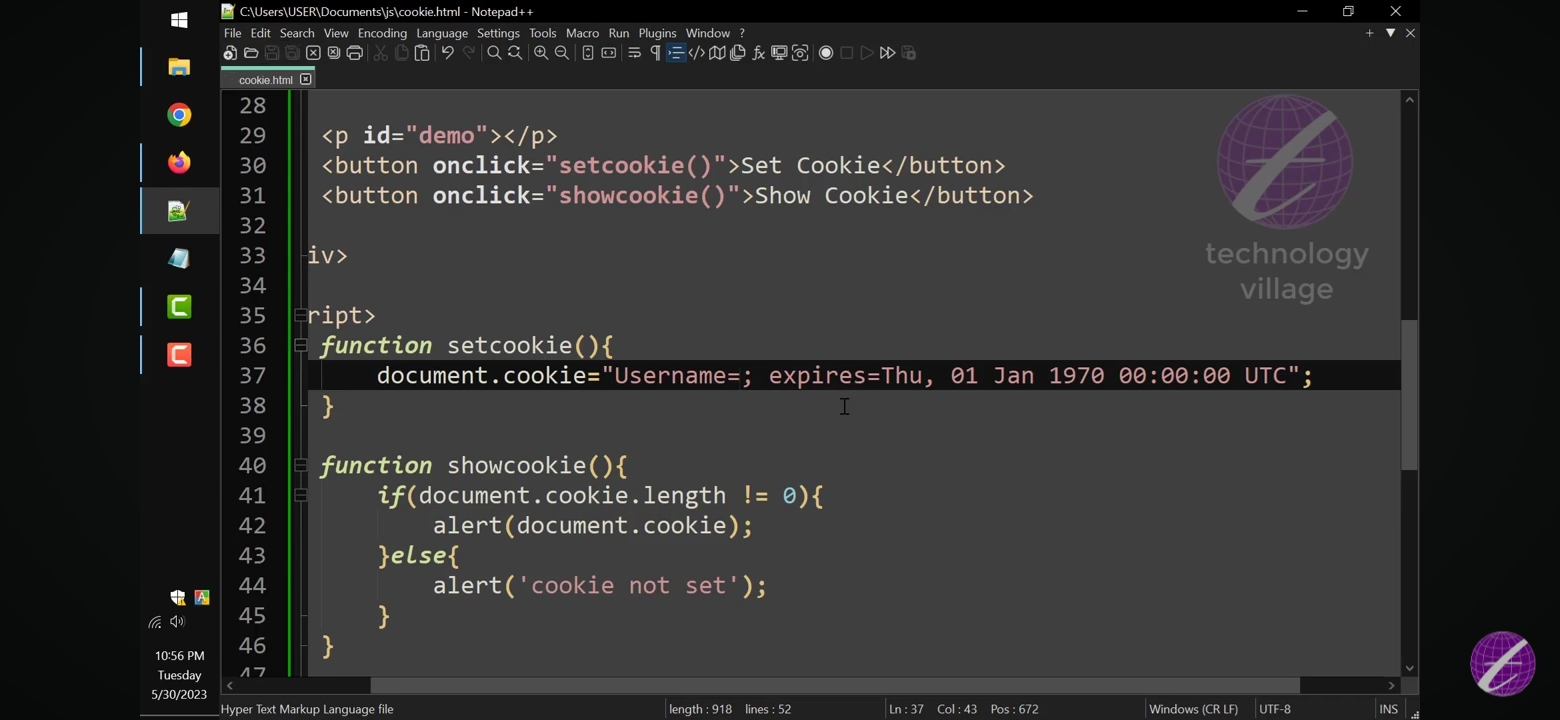 C:\Users\USER\Documents\js\cookie.html - Notepad++
File Edit Search View Encoding Language Settings Tools Macro Run Plugins Window ?
cookie.html
28
29 <p id="demo"></p>
30 <button onclick="setcookie()">Set Cookie</button>
31 <button onclick="showcookie()">Show Cookie</button>
32
33 iv>
34
35 ript>
36 function setcookie(){
37 document.cookie="Username=; expires=Thu, 01 Jan 1970 00:00:00 UTC";
38 }
39
40 function showcookie(){
41 if(document.cookie.length != 0){
42 alert(document.cookie);
43 }else{
44 alert('cookie not set');
45 }
46 }
47
technology
village
10:56 PM
Tuesday
5/30/2023
Hyper Text Markup Language file length : 918 lines : 52 Ln : 37 Col : 43 Pos : 672 Windows (CR LF) UTF-8 INS